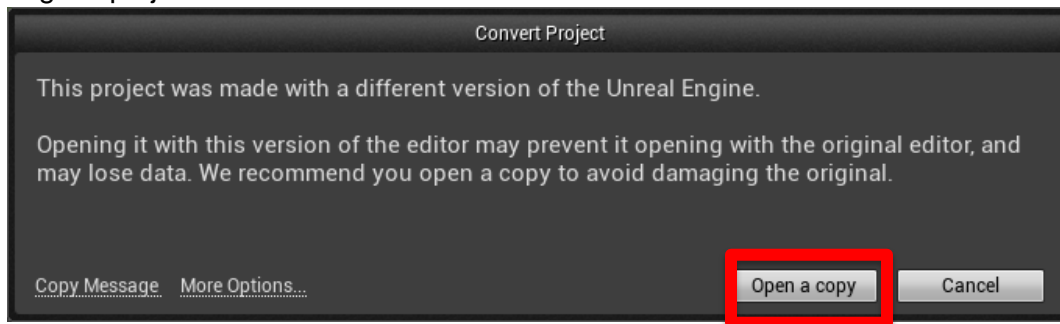 Convert Project
This project was made with a different version of the Unreal Engine.
Opening it with this version of the editor may prevent it opening with the original editor, and
may lose data. We recommend you open a copy to avoid damaging the original.
Copy Message More Options... Open a copy Cancel